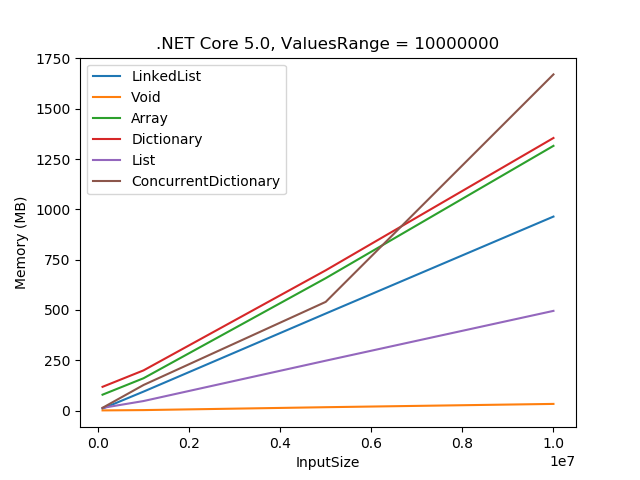 .NET Core 5.0, ValuesRange = 10000000
1750
1500
1250
1000
750
500
250
0
Memory (MB)
LinkedList
Void
Array
Dictionary
List
ConcurrentDictionary
0.0 0.2 0.4 0.6 0.8 1.0
1e7
InputSize